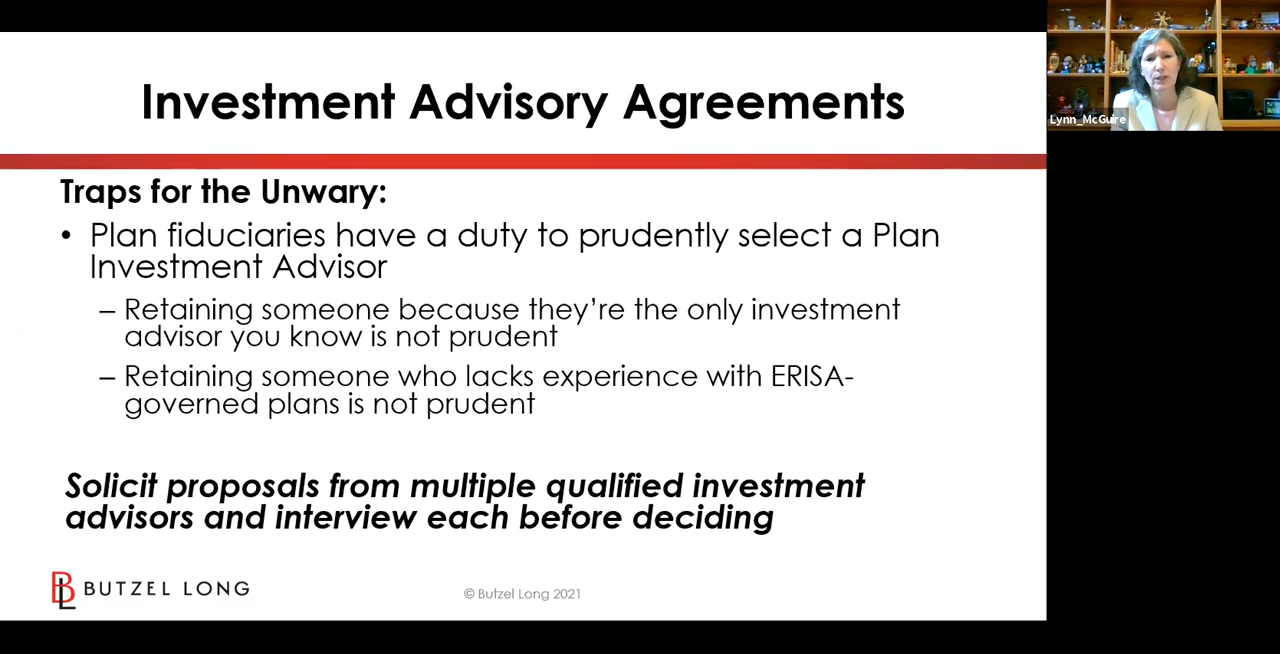 Investment Advisory Agreements
Lynn_McGuire
Traps for the Unwary:
• Plan fiduciaries have a duty to prudently select a Plan
Investment Advisor
– Retaining someone because they’re the only investment
advisor you know is not prudent
– Retaining someone who lacks experience with ERISA-
governed plans is not prudent
Solicit proposals from multiple qualified investment
advisors and interview each before deciding
BL BUTZEL LONG
© Butzel Long 2021